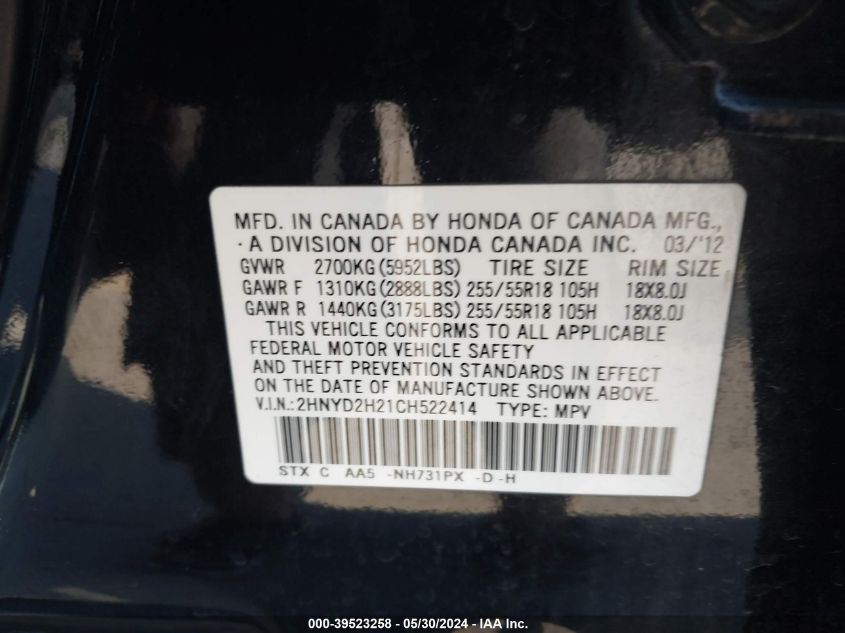 MFD. IN CANADA BY HONDA OF CANADA MFG.,
A DIVISION OF HONDA CANADA INC. 03/'12
GVWR 2700KG(5952LBS) TIRE SIZE RIM SIZE
GAWR F 1310KG(2888LBS) 255/55R18 105H 18X8.0J
GAWR R 1440KG(3175LBS) 255/55R18 105H 18X8.0J
THIS VEHICLE CONFORMS TO ALL APPLICABLE
FEDERAL MOTOR VEHICLE SAFETY
AND THEFT PREVENTION STANDARDS IN EFFECT
ON THE DATE OF MANUFACTURE SHOWN ABOVE.
V.I.N.:2HNYD2H21CH522414 TYPE: MPV
STX C AA5 -NH731PX -D -H
000-39523258 - 05/30/2024 - IAA Inc.